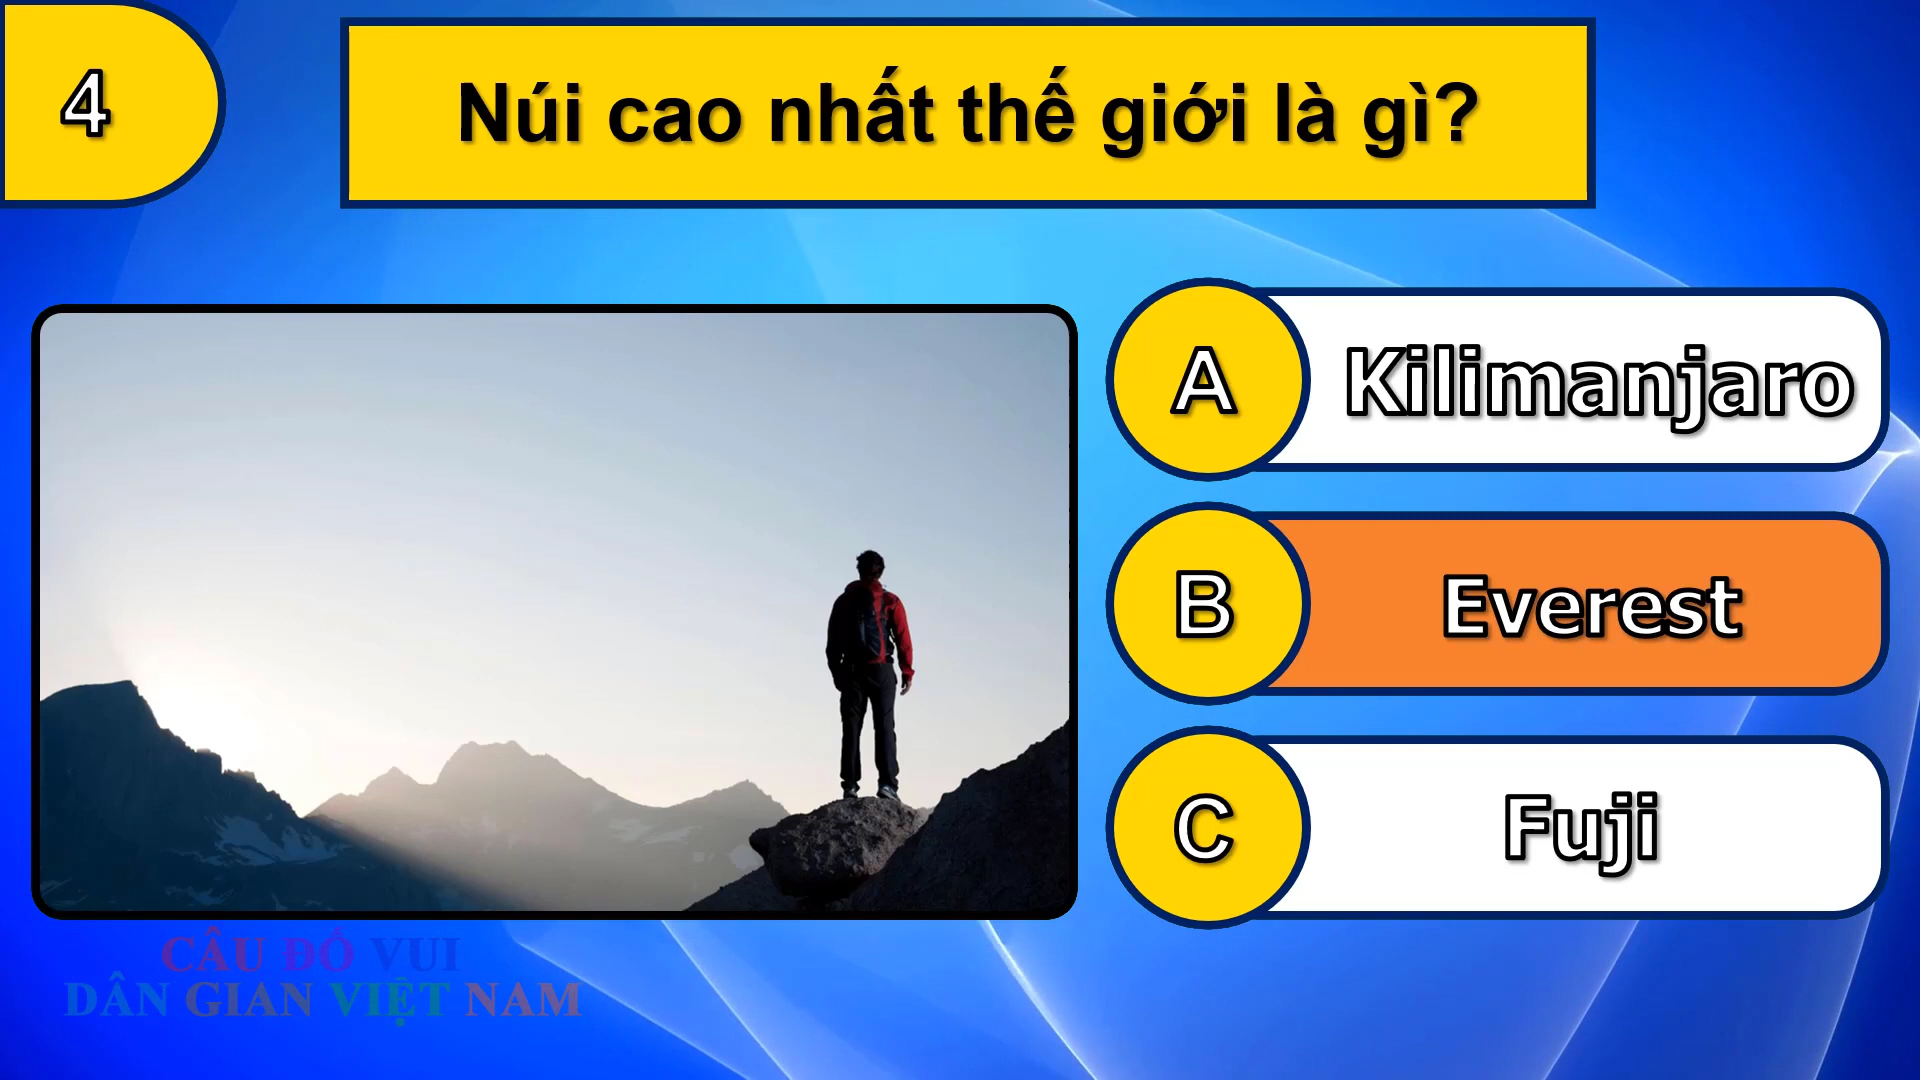 4
Núi cao nhất thế giới là gì?
A
Kilimanjaro
B
Everest
C
Fuji
CÂU ĐỐ VUI
DÂN GIAN VIỆT NAM